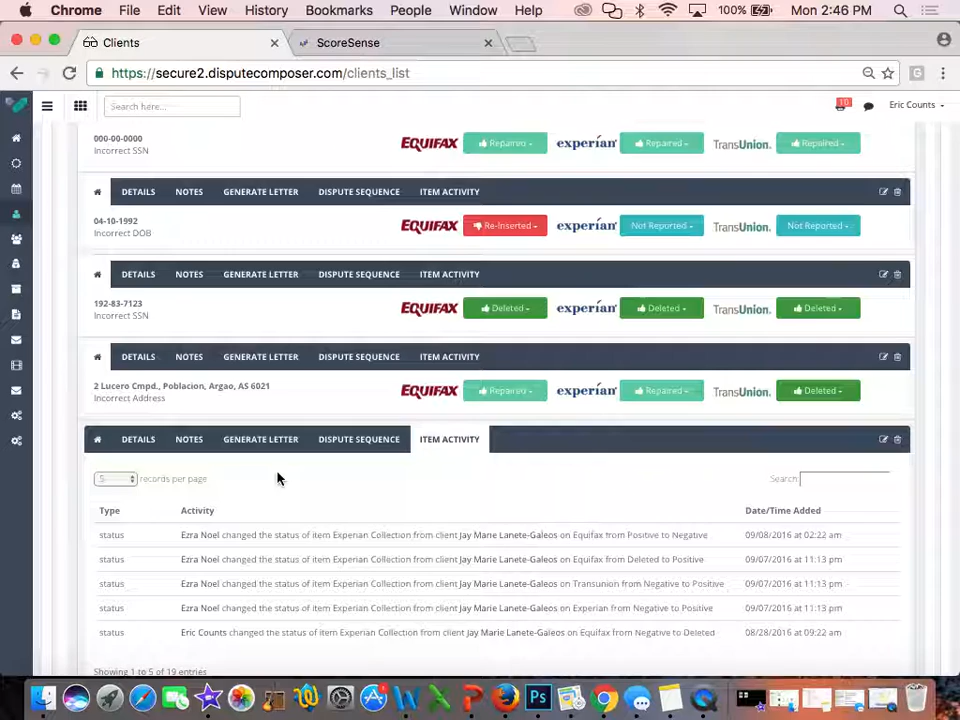 Chrome File Edit View History Bookmarks People Window Help 100% Mon 2:46 PM
Clients ScoreSense
https://secure2.disputecomposer.com/clients_list G
Search here... 10 Eric Counts
000-00-0000
Incorrect SSN
EQUIFAX Repaired experian TransUnion. Repaired
DETAILS NOTES GENERATE LETTER DISPUTE SEQUENCE ITEM ACTIVITY
04-10-1992
Incorrect DOB
EQUIFAX Re-Inserted experian Not Reported TransUnion. Not Reported
DETAILS NOTES GENERATE LETTER DISPUTE SEQUENCE ITEM ACTIVITY
192-83-7123
Incorrect SSN
EQUIFAX Deleted experian Deleted TransUnion. Deleted
DETAILS NOTES GENERATE LETTER DISPUTE SEQUENCE ITEM ACTIVITY
2 Lucero Cmpd., Poblacion, Argao, AS 6021
Incorrect Address
EQUIFAX Repaired experian Repaired TransUnion. Deleted
DETAILS NOTES GENERATE LETTER DISPUTE SEQUENCE ITEM ACTIVITY
5 records per page Search:
Type Activity Date/Time Added
status Ezra Noel changed the status of item Experian Collection from client Jay Marie Lanete-Galeos on Equifax from Positive to Negative 09/08/2016 at 02:22 am
status Ezra Noel changed the status of item Experian Collection from client Jay Marie Lanete-Galeos on Equifax from Deleted to Positive 09/07/2016 at 11:13 pm
status Ezra Noel changed the status of item Experian Collection from client Jay Marie Lanete-Galeos on Transunion from Negative to Positive 09/07/2016 at 11:13 pm
status Ezra Noel changed the status of item Experian Collection from client Jay Marie Lanete-Galeos on Experian from Negative to Positive 09/07/2016 at 11:13 pm
status Eric Counts changed the status of item Experian Collection from client Jay Marie Lanete-Galeos on Equifax from Negative to Deleted 08/28/2016 at 09:22 am
Showing 1 to 5 of 19 entries